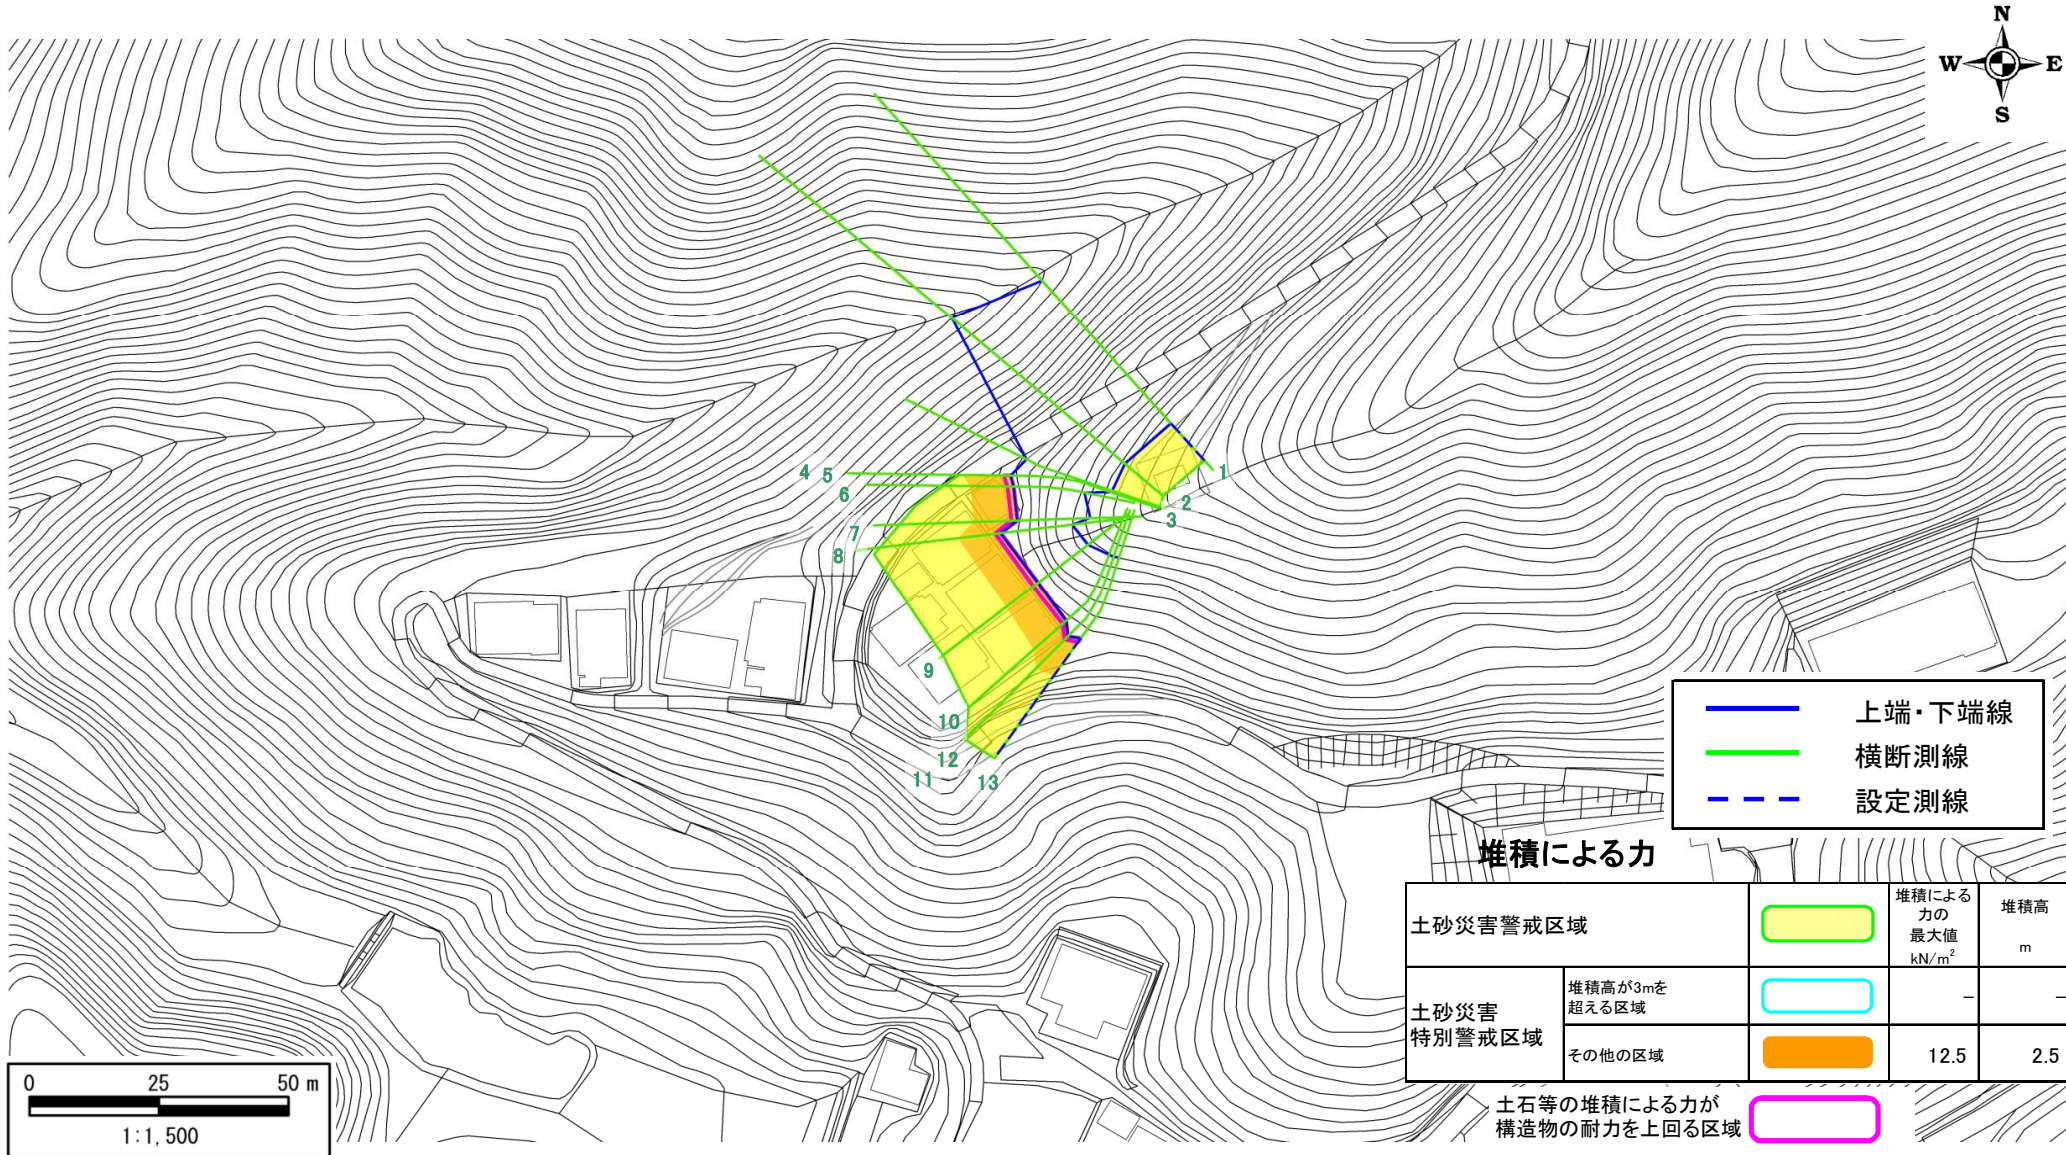 N
W E
S
1
2
3
4 5
6
7
8
9
10
12
11
13
上端・下端線
横断測線
設定測線
堆積による力
堆積による
力の
最大値
kN/m²
堆積高
m
土砂災害警戒区域
土砂災害
特別警戒区域
堆積高が3mを
超える区域
－ －
その他の区域
12.5 2.5
土石等の堆積による力が
構造物の耐力を上回る区域
0 25 50 m
1:1,500